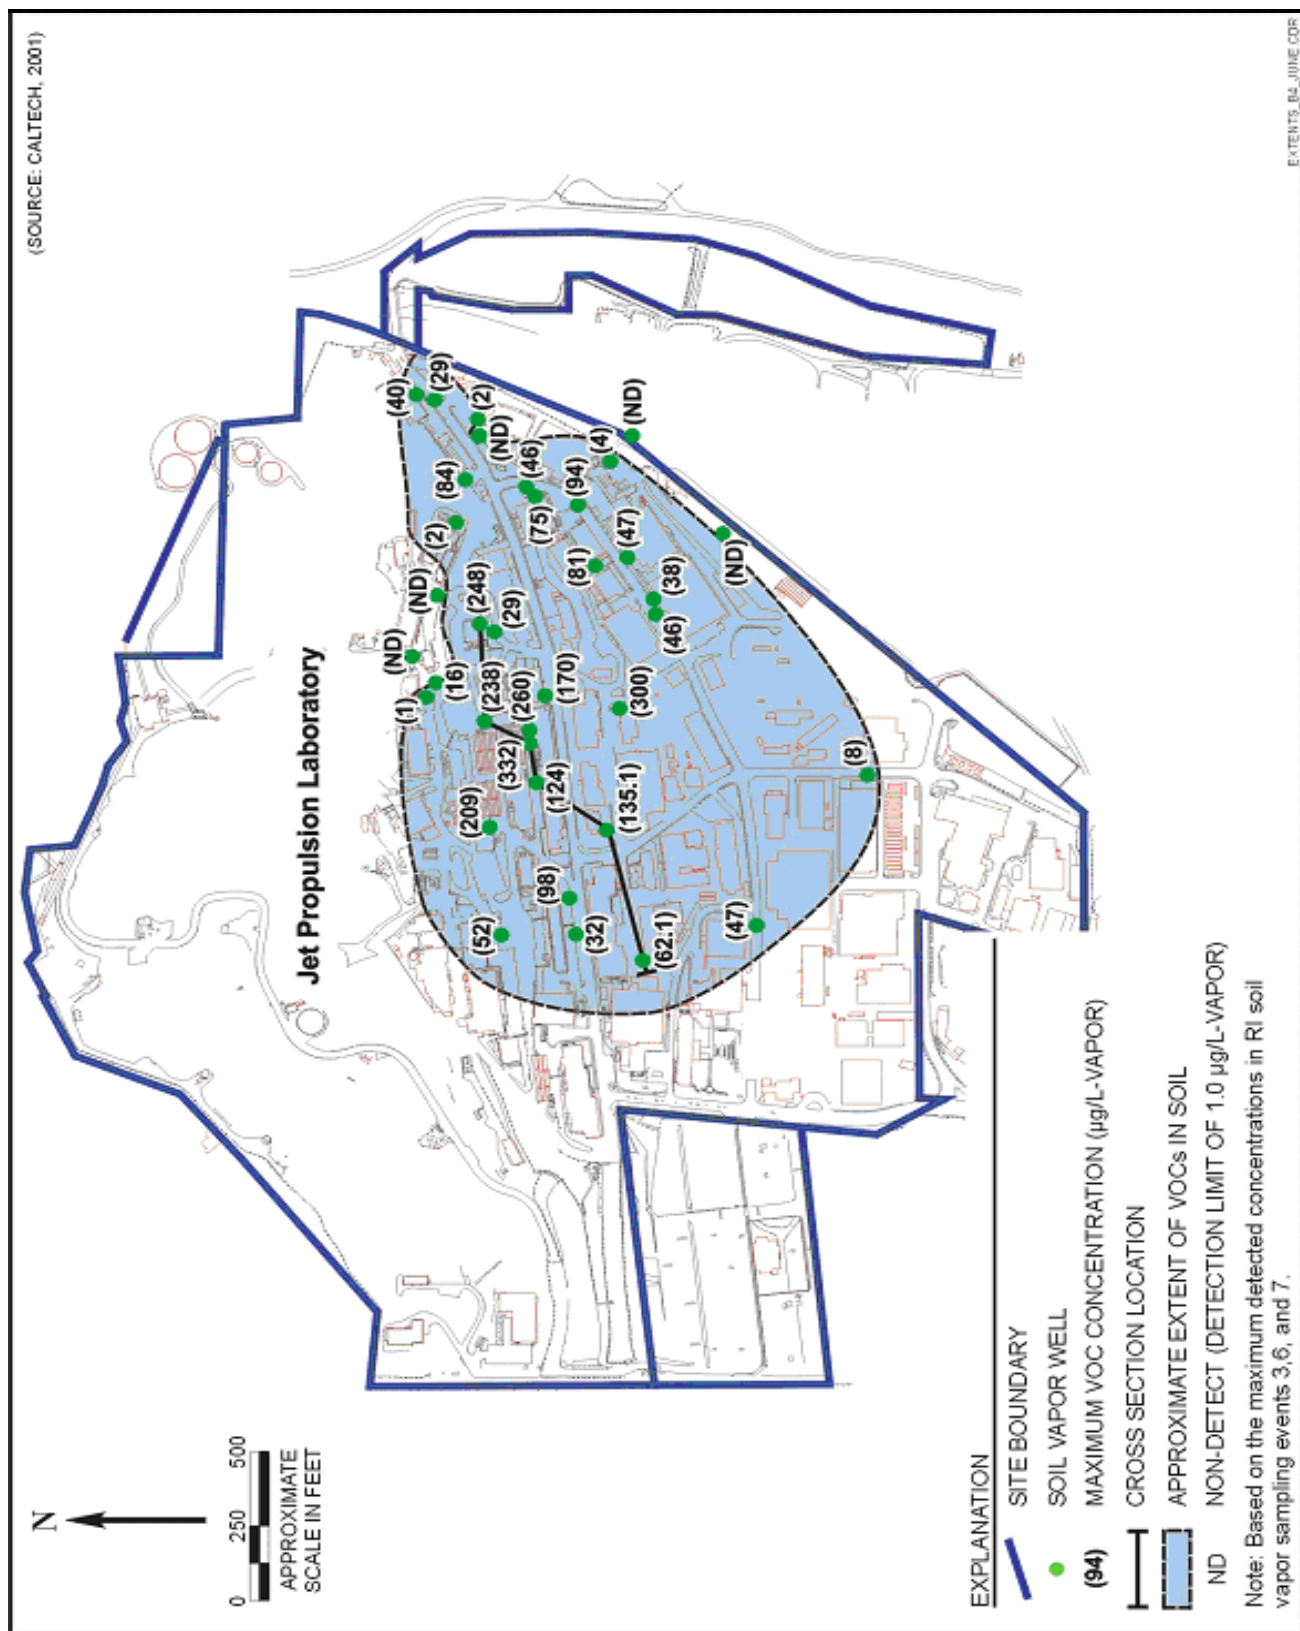 (SOURCE: CALTECH, 2001)
N
0 250 500
APPROXIMATE
SCALE IN FEET
Jet Propulsion Laboratory
(52)
(209)
(98)
(32)
(62.1)
(47)
(135.1)
(124)
(332)
(260)
(238)
(1)
(16)
(ND)
(ND)
(248)
(29)
(170)
(300)
(8)
(2)
(84)
(40)
(29)
(2)
(ND)
(46)
(75)
(94)
(4)
(ND)
(81)
(47)
(38)
(46)
(ND)
EXPLANATION
SITE BOUNDARY
SOIL VAPOR WELL
(94) MAXIMUM VOC CONCENTRATION (µg/L-VAPOR)
CROSS SECTION LOCATION
APPROXIMATE EXTENT OF VOCs IN SOIL
ND NON-DETECT (DETECTION LIMIT OF 1.0 µg/L-VAPOR)
Note: Based on the maximum detected concentrations in RI soil
vapor sampling events 3,6, and 7.
EXTENTS_B4_JUNE.CDR